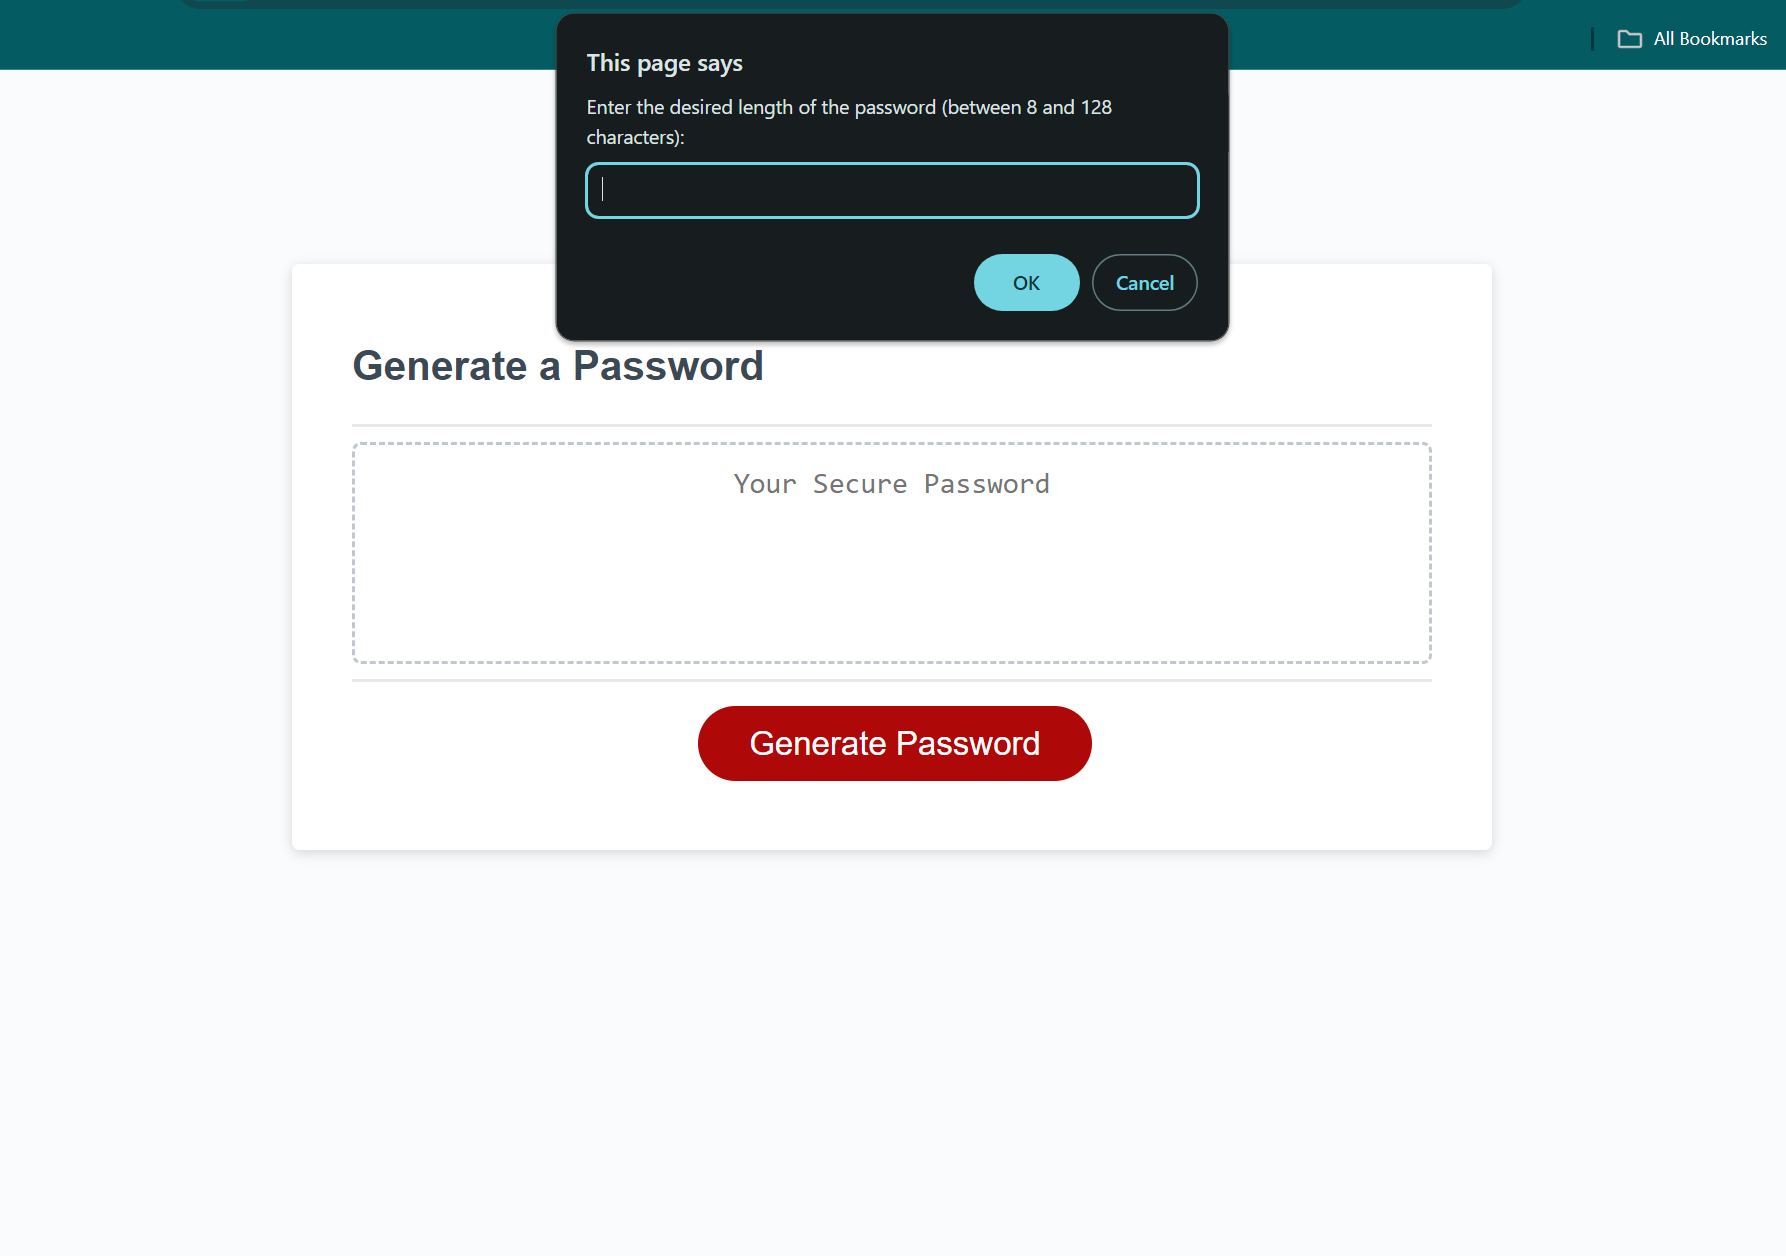 All Bookmarks
This page says
Enter the desired length of the password (between 8 and 128
characters):
OK
Cancel
Generate a Password
Your Secure Password
Generate Password